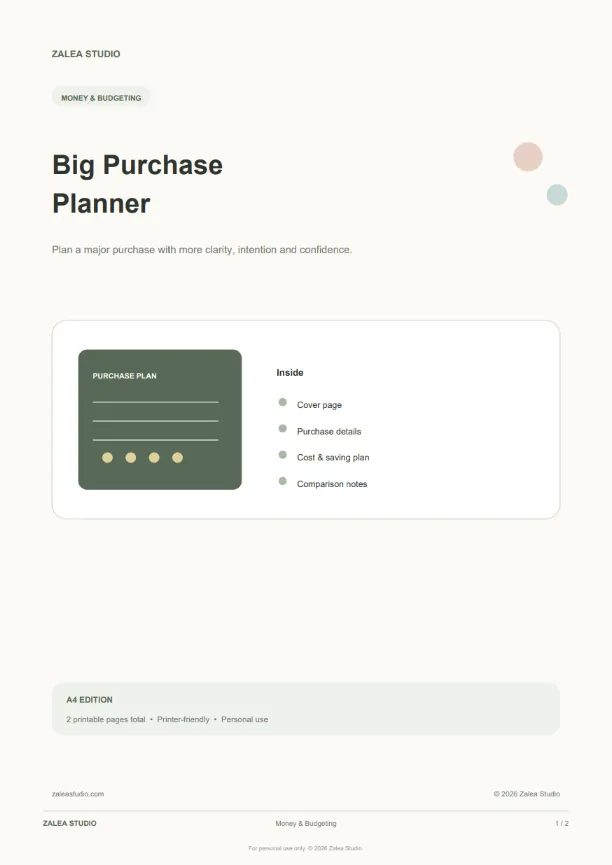 ZALEA STUDIO
MONEY & BUDGETING
Big Purchase
Planner
Plan a major purchase with more clarity, intention and confidence.
PURCHASE PLAN
Inside
Cover page
Purchase details
Cost & saving plan
Comparison notes
A4 EDITION
2 printable pages total • Printer-friendly • Personal use
zaleastudio.com
© 2026 Zalea Studio
ZALEA STUDIO
Money & Budgeting
1 / 2
For personal use only. © 2026 Zalea Studio.